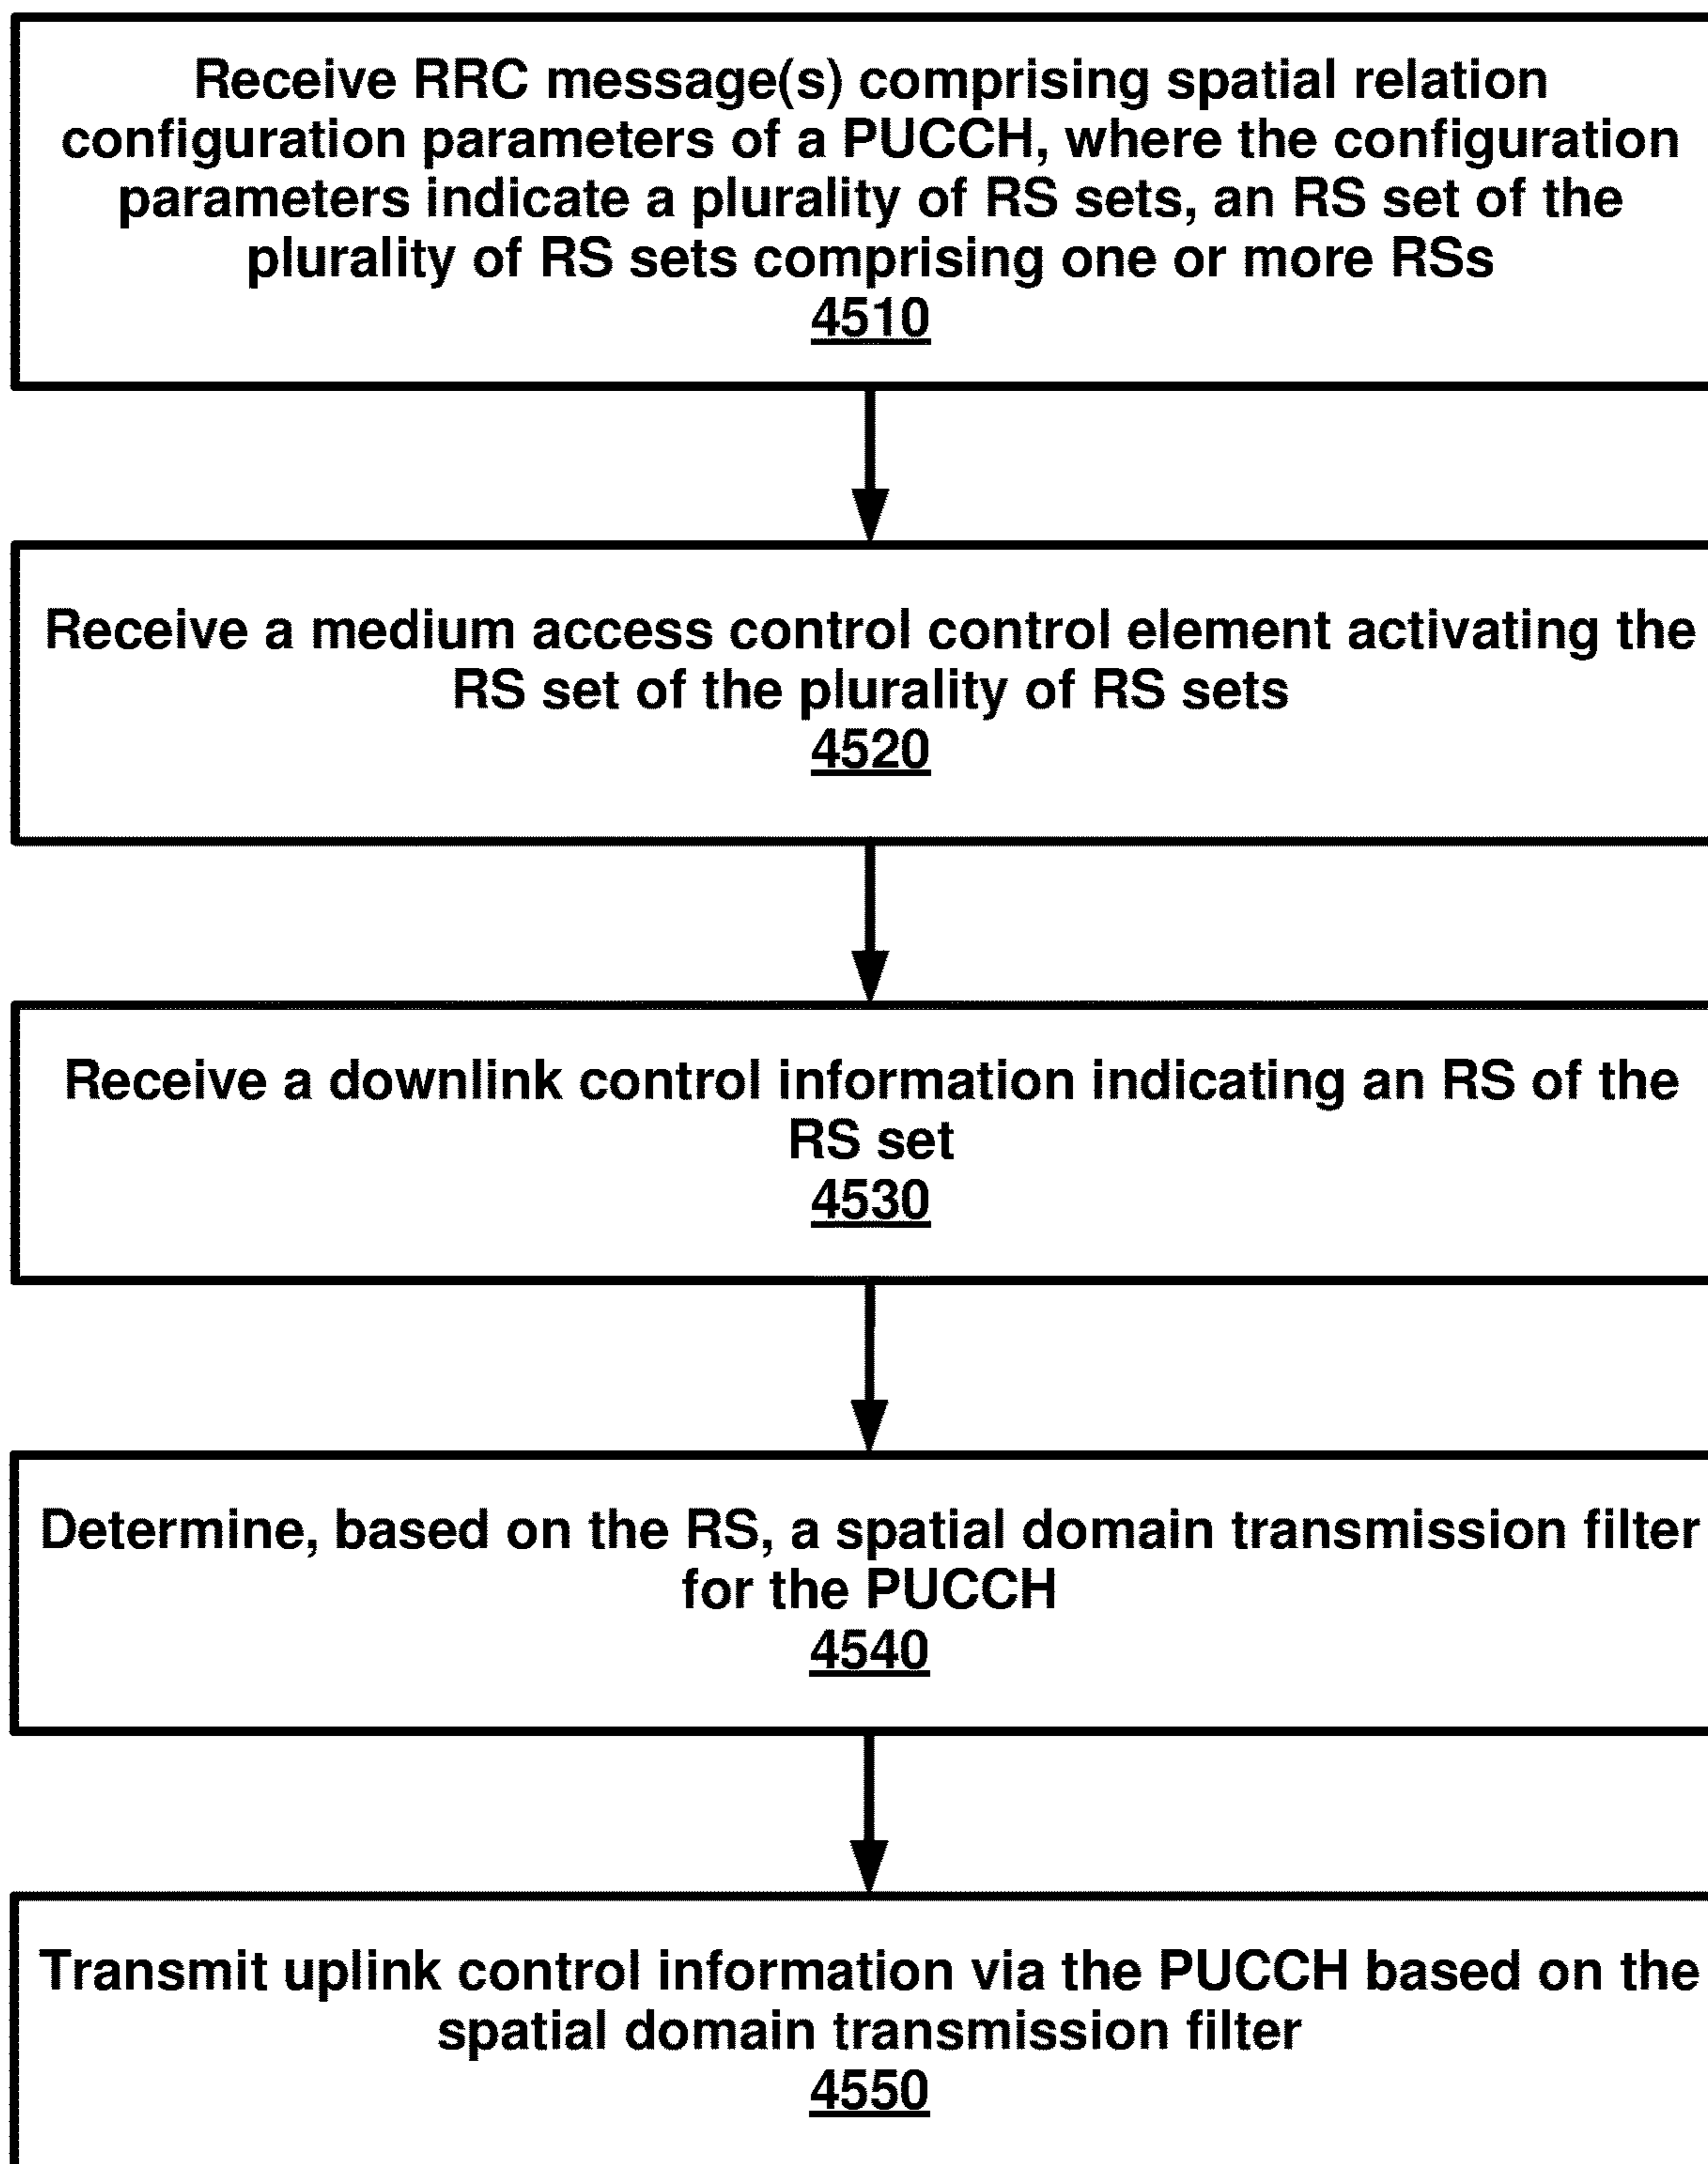 Receive RRC message(s) comprising spatial relation
configuration parameters of a PUCCH, where the configuration
parameters indicate a plurality of RS sets, an RS set of the
plurality of RS sets comprising one or more RSs
4510
Receive a medium access control control element activating the
RS set of the plurality of RS sets
4520
Receive a downlink control information indicating an RS of the
RS set
4530
Determine, based on the RS, a spatial domain transmission filter
for the PUCCH
4540
Transmit uplink control information via the PUCCH based on the
spatial domain transmission filter
4550